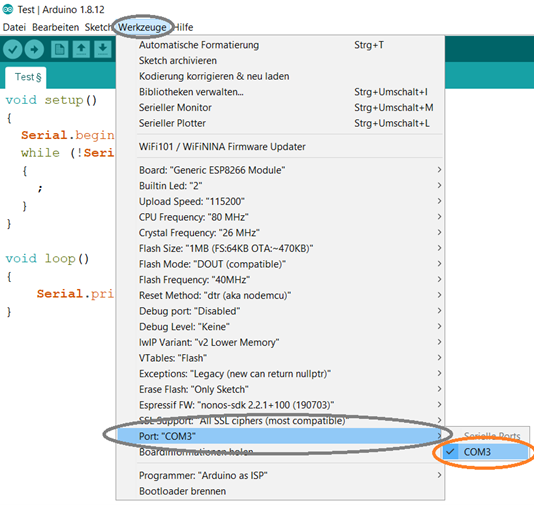 Test | Arduino 1.8.12
Datei Bearbeiten Sketch Werkzeuge Hilfe
Test §
void setup()
{
Serial.begin
while (!Seri
{
;
}
}
void loop()
{
Serial.pri
}
Automatische Formatierung Strg+T
Sketch archivieren
Kodierung korrigieren & neu laden
Bibliotheken verwalten... Strg+Umschalt+I
Serieller Monitor Strg+Umschalt+M
Serieller Plotter Strg+Umschalt+L
WiFi101 / WiFiNINA Firmware Updater
Board: "Generic ESP8266 Module"
Builtin Led: "2"
Upload Speed: "115200"
CPU Frequency: "80 MHz"
Crystal Frequency: "26 MHz"
Flash Size: "1MB (FS:64KB OTA:~470KB)"
Flash Mode: "DOUT (compatible)"
Flash Frequency: "40MHz"
Reset Method: "dtr (aka nodemcu)"
Debug port: "Disabled"
Debug Level: "Keine"
lwIP Variant: "v2 Lower Memory"
VTables: "Flash"
Exceptions: "Legacy (new can return nullptr)"
Erase Flash: "Only Sketch"
Espressif FW: "nonos-sdk 2.2.1+100 (190703)"
SSL Support: "All SSL ciphers (most compatible)"
Port: "COM3"
Serielle Ports
COM3
Boardinformationen holen
Programmer: "Arduino as ISP"
Bootloader brennen